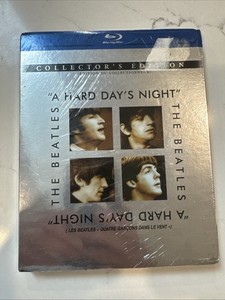 COLLECTOR'S EDITION
"A HARD DAY'S NIGHT"
THE BEATLES
THE BEATLES
"A HARD DAY'S NIGHT"
(LES BEATLES - QUATRE GARÇONS DANS LE VENT)